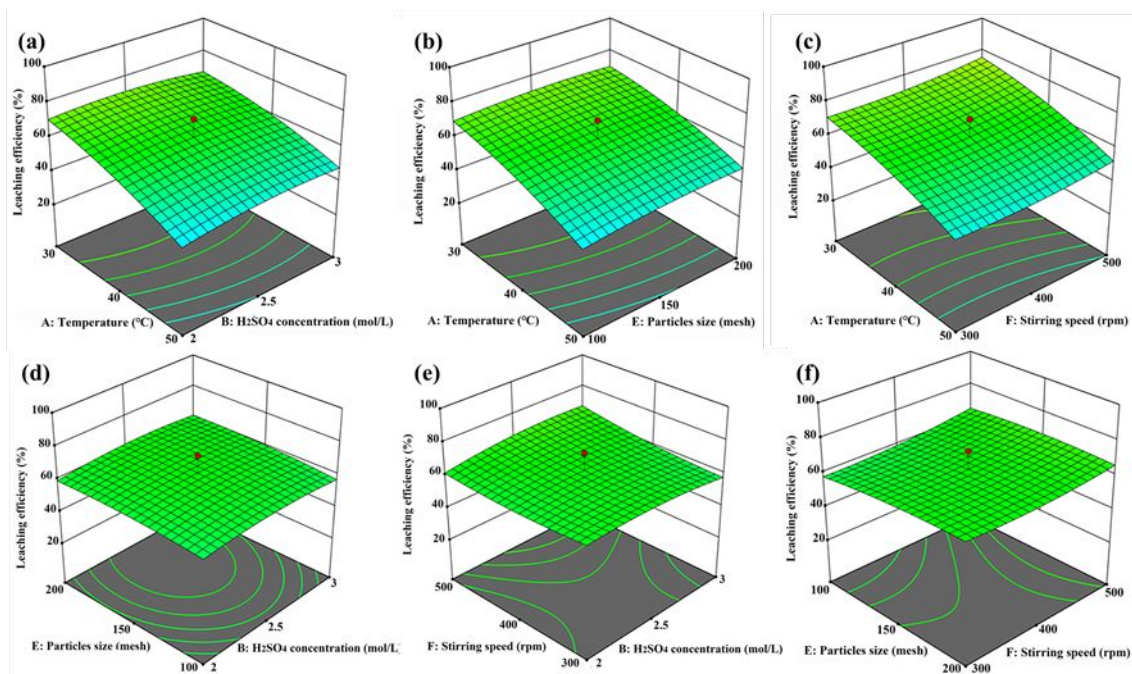 (a)
100
80
60
40
20
Leaching efficiency (%)
30
40
50
2
2.5
3
A: Temperature (°C)
B: H2SO4 concentration (mol/L)
(b)
100
80
60
40
20
Leaching efficiency (%)
30
40
50
100
150
200
A: Temperature (°C)
E: Particles size (mesh)
(c)
100
80
60
40
20
Leaching efficiency (%)
30
40
50
300
400
500
A: Temperature (°C)
F: Stirring speed (rpm)
(d)
100
80
60
40
20
Leaching efficiency (%)
200
150
100
2
2.5
3
E: Particles size (mesh)
B: H2SO4 concentration (mol/L)
(e)
100
80
60
40
20
Leaching efficiency (%)
500
400
300
2
2.5
3
F: Stirring speed (rpm)
B: H2SO4 concentration (mol/L)
(f)
100
80
60
40
20
Leaching efficiency (%)
100
150
200
300
400
500
E: Particles size (mesh)
F: Stirring speed (rpm)